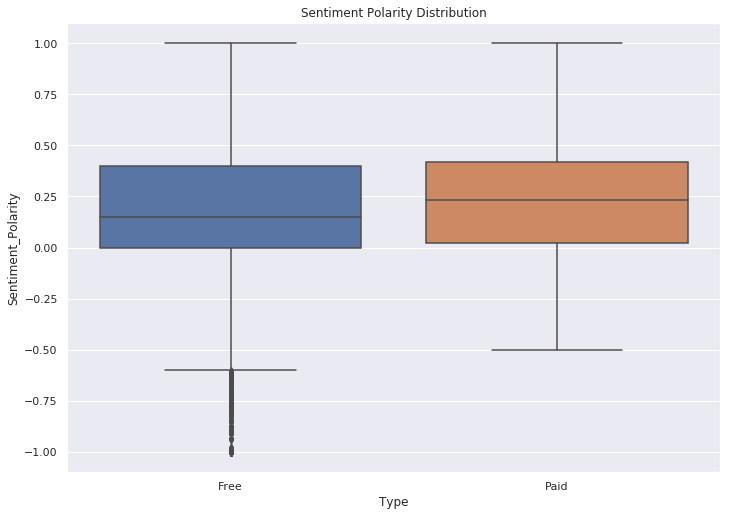 Sentiment Polarity Distribution
Sentiment_Polarity
1.00
0.75
0.50
0.25
0.00
−0.25
−0.50
−0.75
−1.00
Free
Paid
Type